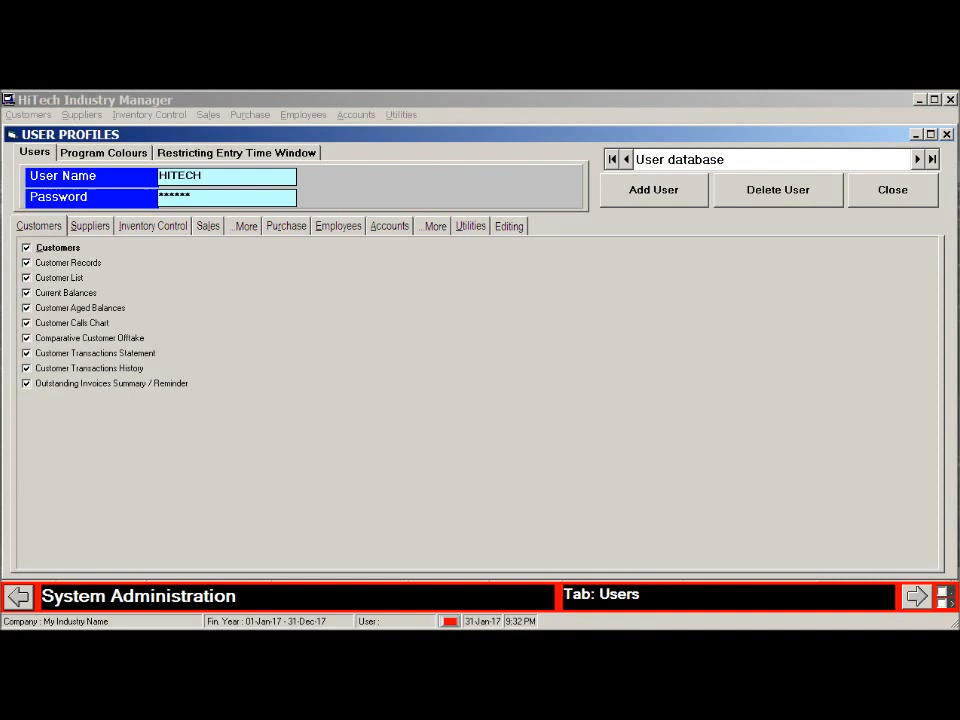 HiTech Industry Manager
Customers Suppliers Inventory Control Sales Purchase Employees Accounts Utilities
USER PROFILES
Users Program Colours Restricting Entry Time Window
User database
User Name HITECH
Password ******
Add User Delete User Close
Customers Suppliers Inventory Control Sales ...More Purchase Employees Accounts ...More Utilities Editing
Customers
Customer Records
Customer List
Current Balances
Customer Aged Balances
Customer Calls Chart
Comparative Customer Offtake
Customer Transactions Statement
Customer Transactions History
Outstanding Invoices Summary / Reminder
System Administration
Tab: Users
Company : My Industry Name Fin. Year : 01-Jan-17 - 31-Dec-17 User : 31-Jan-17 9:32 PM